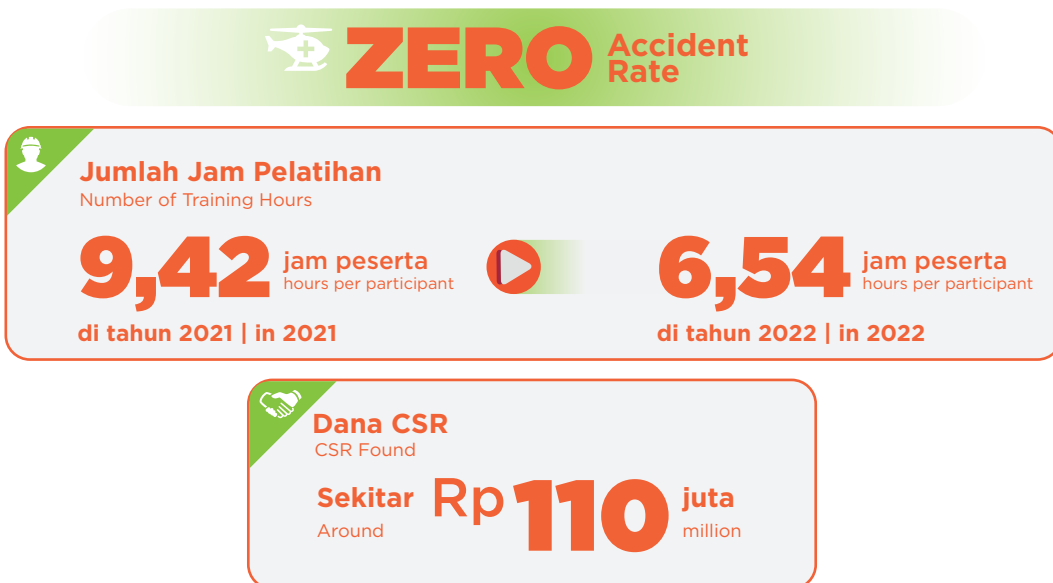 ZERO Accident
Rate
Jumlah Jam Pelatihan
Number of Training Hours
9,42 jam peserta
hours per participant
di tahun 2021 | in 2021
6,54 jam peserta
hours per participant
di tahun 2022 | in 2022
Dana CSR
CSR Found
Sekitar Rp 110 juta
Around million